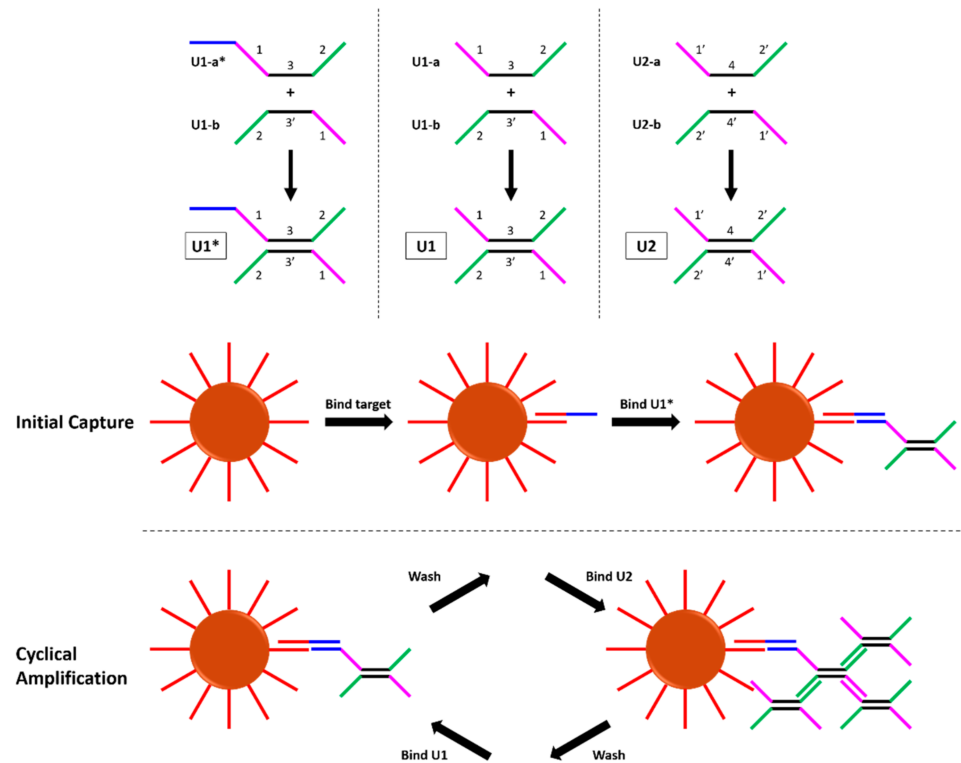 1 2 1 2 1′ 2′
U1-a* 3 U1-a 3 U2-a 4
+ + +
U1-b 3′ U1-b 3′ U2-b 4′
2 1 2 1 2′ 1′
1 2 1 2 1′ 2′
3 3 4
U1* U1 U2
3′ 3′ 4′
2 1 2 1 2′ 1′
Bind target Bind U1*
Initial Capture
Wash Bind U2
Cyclical
Amplification
Bind U1 Wash